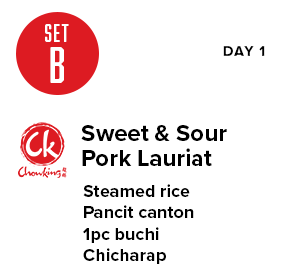 SET
B
DAY 1
Ck
Chowking
Sweet & Sour
Pork Lauriat
Steamed rice
Pancit canton
1pc buchi
Chicharap